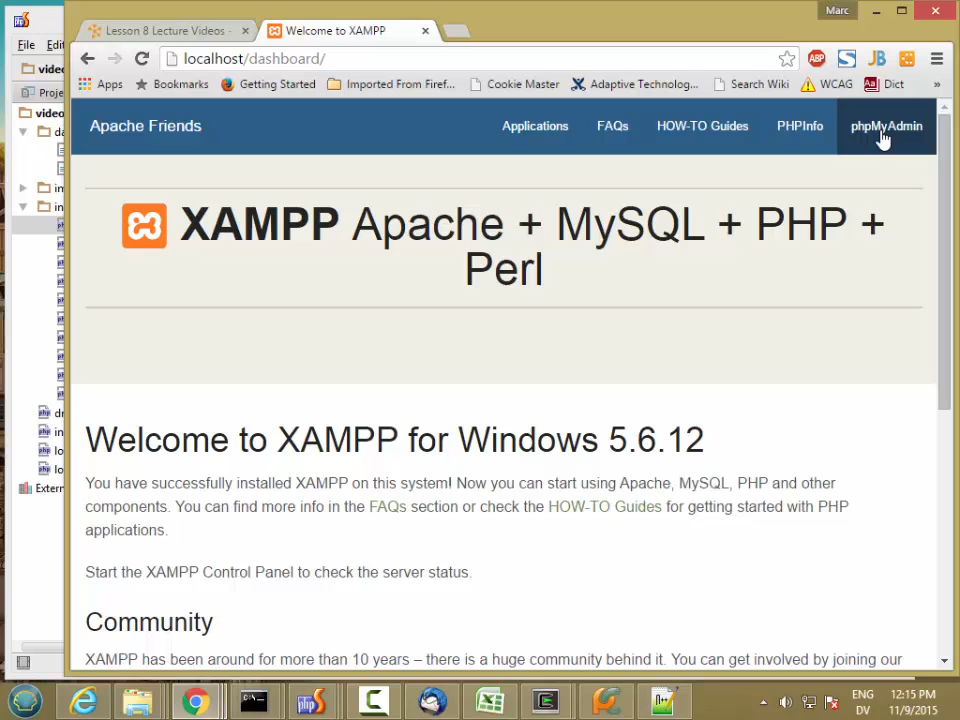 Marc
Lesson 8 Lecture Videos -
Welcome to XAMPP
File
localhost/dashboard/
Apps
Bookmarks
Getting Started
Imported From Firef...
Cookie Master
Adaptive Technolog...
Search Wiki
WCAG
Dict
»
Apache Friends
Applications
FAQs
HOW-TO Guides
PHPInfo
phpMyAdmin
XAMPP Apache + MySQL + PHP +
Perl
Welcome to XAMPP for Windows 5.6.12
You have successfully installed XAMPP on this system! Now you can start using Apache, MySQL, PHP and other
components. You can find more info in the FAQs section or check the HOW-TO Guides for getting started with PHP
applications.
Start the XAMPP Control Panel to check the server status.
Community
XAMPP has been around for more than 10 years – there is a huge community behind it. You can get involved by joining our
ENG
DV
12:15 PM
11/9/2015